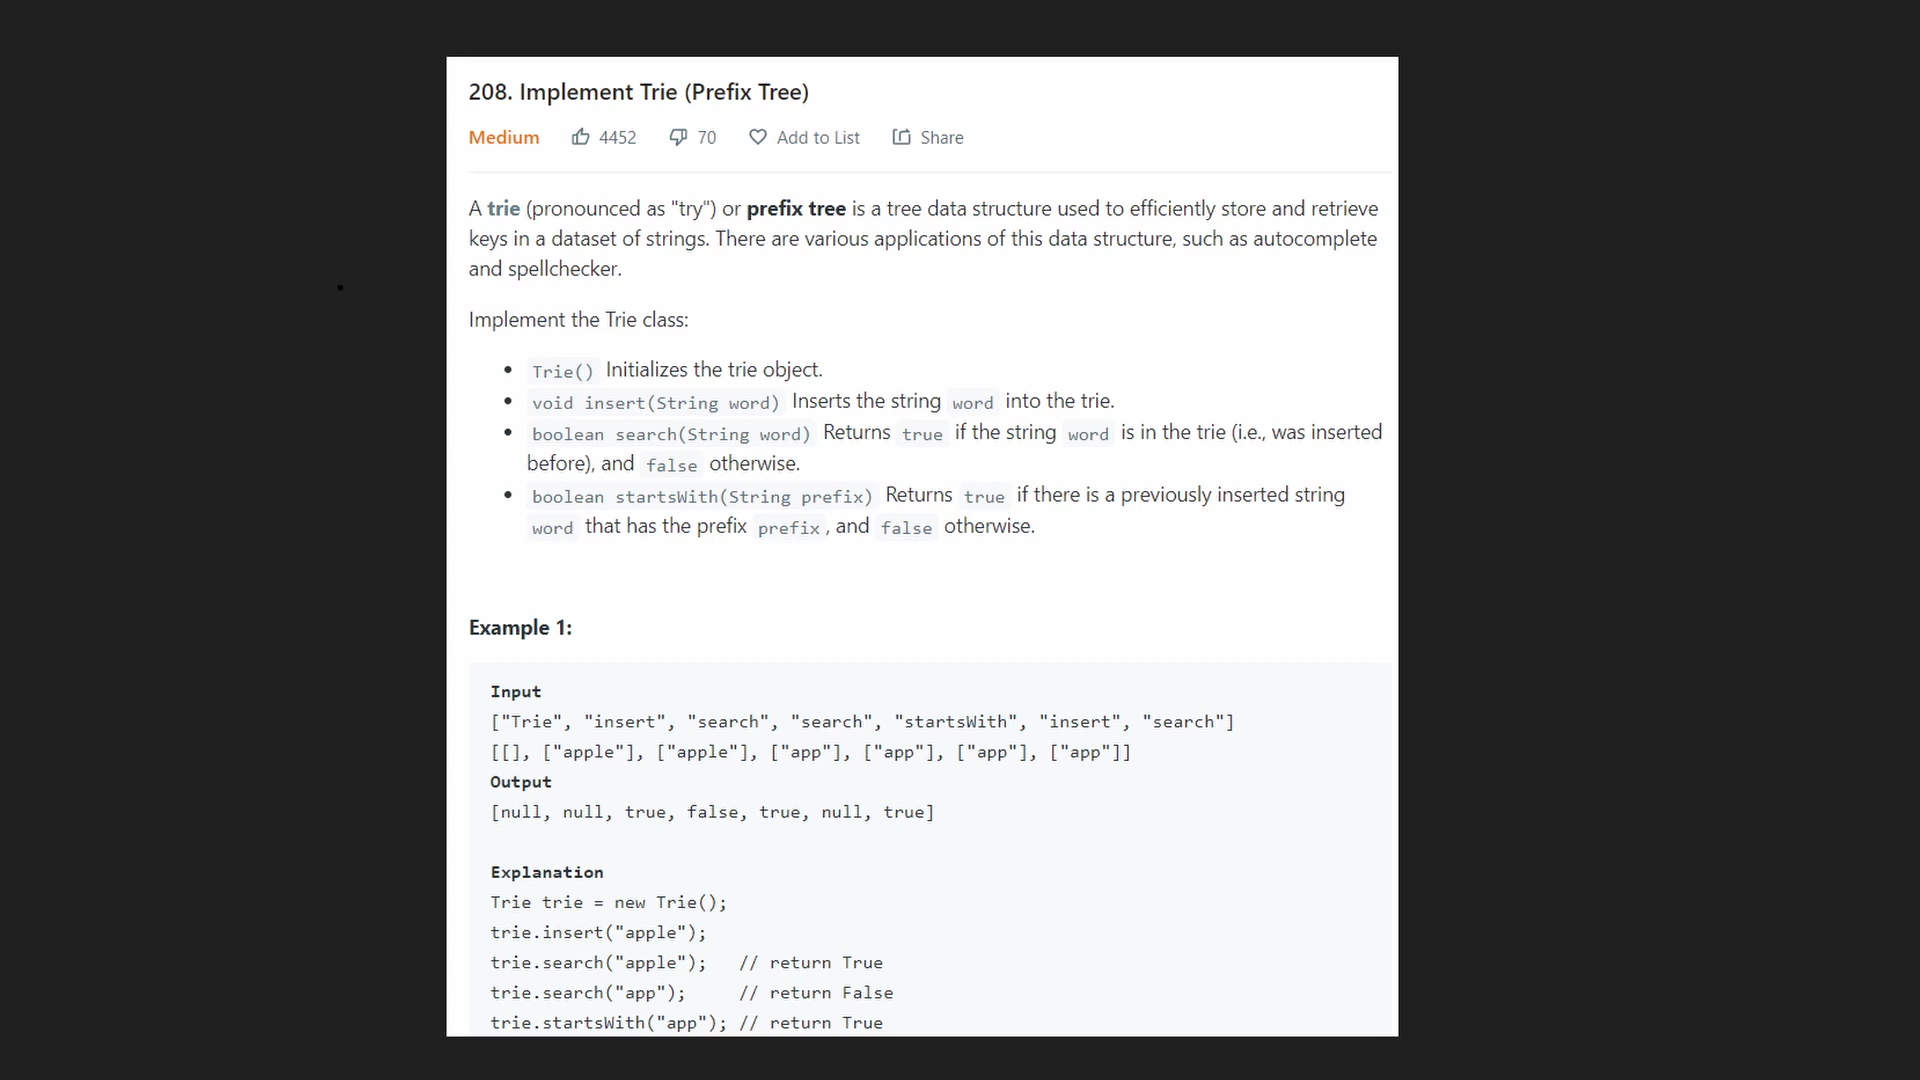 208. Implement Trie (Prefix Tree)
Medium 4452 70 Add to List Share
A trie (pronounced as "try") or prefix tree is a tree data structure used to efficiently store and retrieve
keys in a dataset of strings. There are various applications of this data structure, such as autocomplete
and spellchecker.
Implement the Trie class:
• Trie() Initializes the trie object.
• void insert(String word) Inserts the string word into the trie.
• boolean search(String word) Returns true if the string word is in the trie (i.e., was inserted
before), and false otherwise.
• boolean startsWith(String prefix) Returns true if there is a previously inserted string
word that has the prefix prefix, and false otherwise.
Example 1:
Input
["Trie", "insert", "search", "search", "startsWith", "insert", "search"]
[[], ["apple"], ["apple"], ["app"], ["app"], ["app"], ["app"]]
Output
[null, null, true, false, true, null, true]
Explanation
Trie trie = new Trie();
trie.insert("apple");
trie.search("apple");   // return True
trie.search("app");     // return False
trie.startsWith("app"); // return True